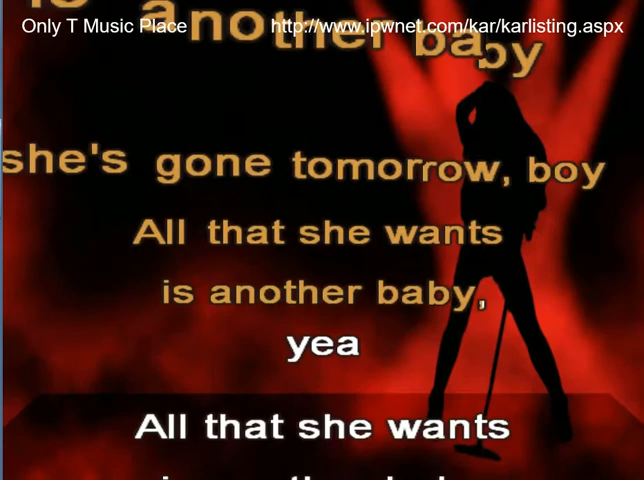 Only T Music Place http://www.ipwnet.com/kar/karlisting.aspx
another baby
she's gone tomorrow, boy
All that she wants
is another baby,
yea
All that she wants